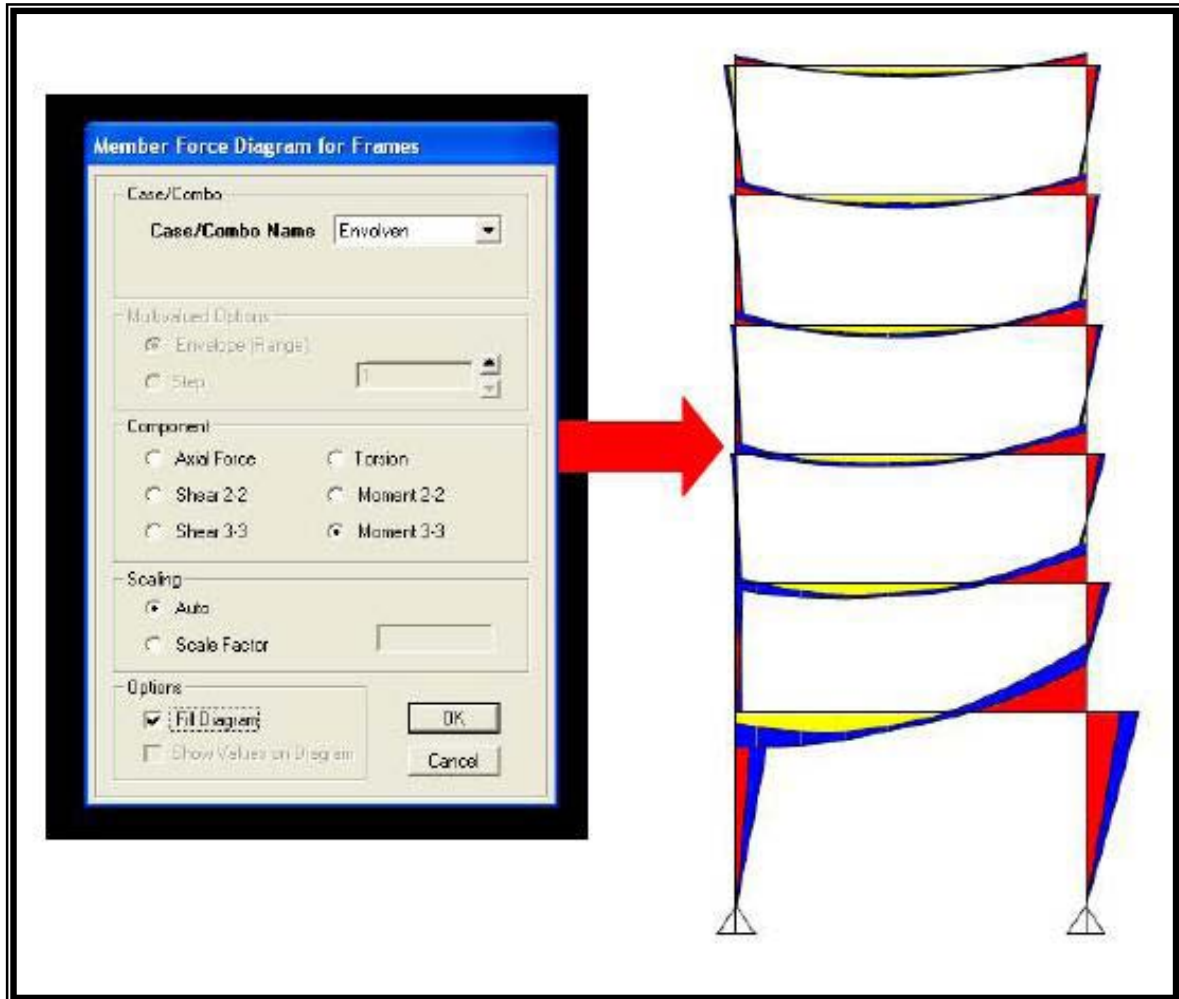 Member Force Diagram for Frames
Case/Combo
Case/Combo Name Envolven
Multivalued Options
Envelope (Range)
Step 1
Component
Axial Force Torsion
Shear 2-2 Moment 2-2
Shear 3-3 Moment 3-3
Scaling
Auto
Scale Factor
Options
Fill Diagram OK
Show Values on Diagram Cancel